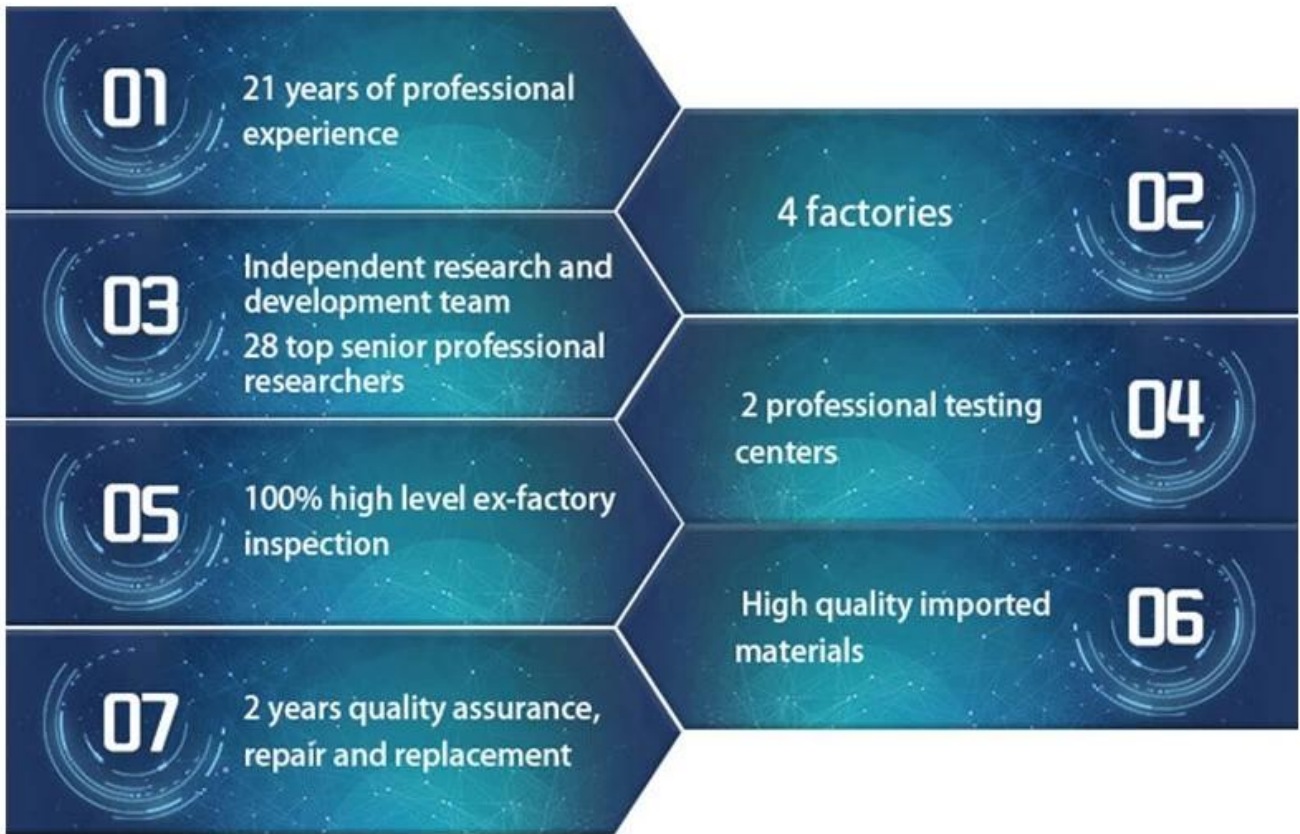 01
21 years of professional
experience
02
4 factories
03
Independent research and
development team
28 top senior professional
researchers
04
2 professional testing
centers
05
100% high level ex-factory
inspection
06
High quality imported
materials
07
2 years quality assurance,
repair and replacement